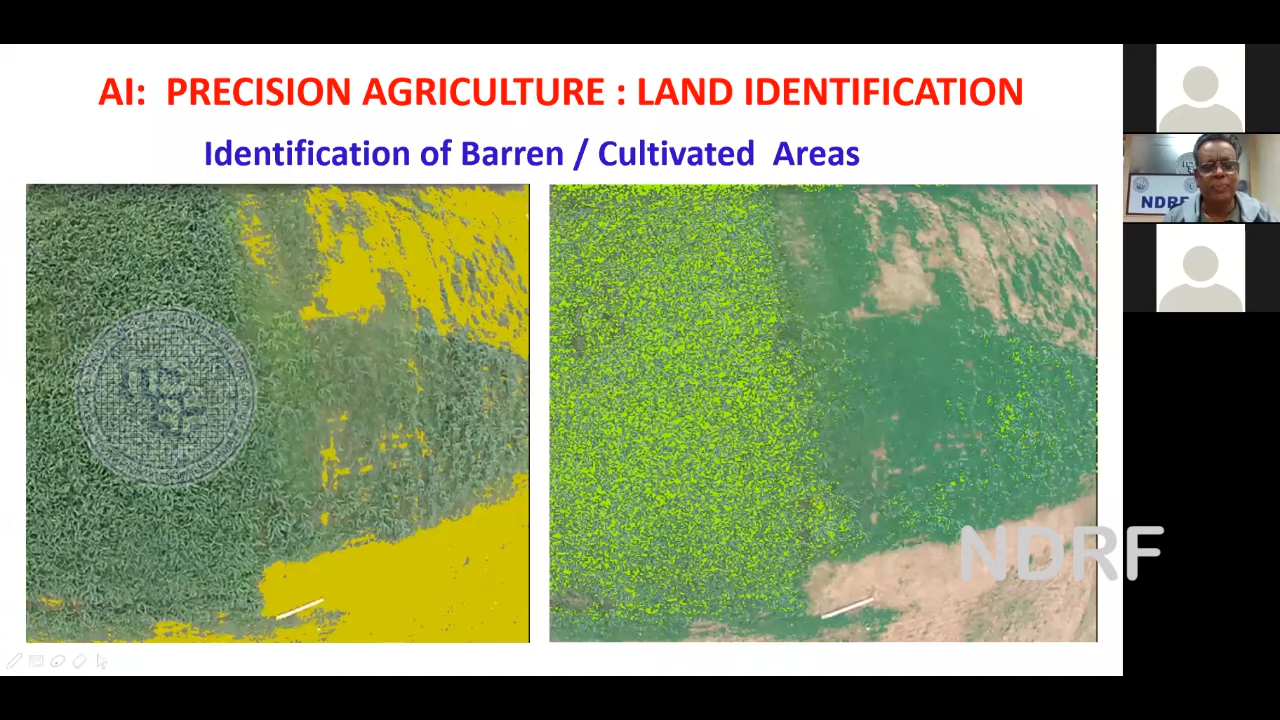 AI: PRECISION AGRICULTURE : LAND IDENTIFICATION
Identification of Barren / Cultivated Areas
NDRF
NDRF